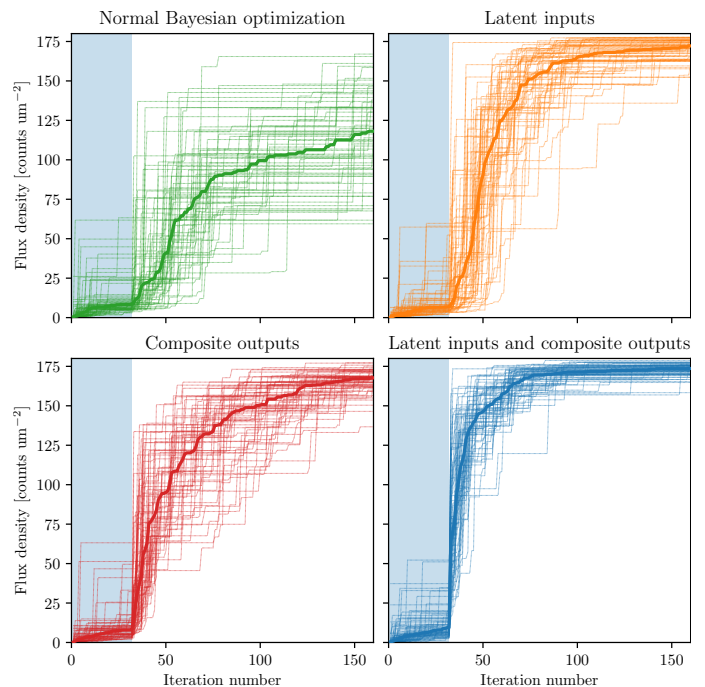 Normal Bayesian optimization
Latent inputs
Flux density [counts um⁻²]
175
150
125
100
75
50
25
0
Composite outputs
Latent inputs and composite outputs
Flux density [counts um⁻²]
175
150
125
100
75
50
25
0
0 50 100 150
50 100 150
Iteration number
Iteration number